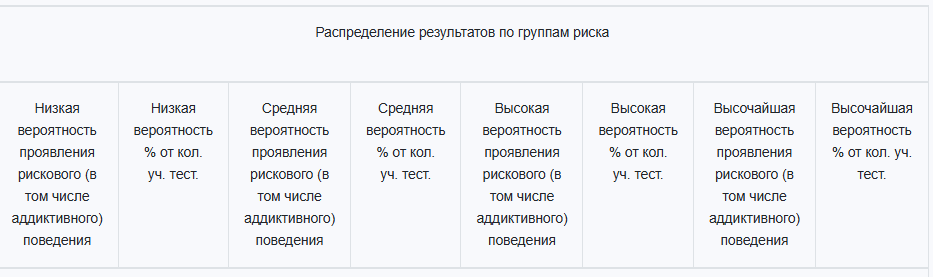 Распределение результатов по группам риска
Низкая
вероятность
проявления
рискового (в
том числе
аддиктивного)
поведения
Низкая
вероятность
% от кол.
уч. тест.
Средняя
вероятность
проявления
рискового (в
том числе
аддиктивного)
поведения
Средняя
вероятность
% от кол.
уч. тест.
Высокая
вероятность
проявления
рискового (в
том числе
аддиктивного)
поведения
Высокая
вероятность
% от кол.
уч. тест.
Высочайшая
вероятность
проявления
рискового (в
том числе
аддиктивного)
поведения
Высочайшая
вероятность
% от кол. уч.
тест.